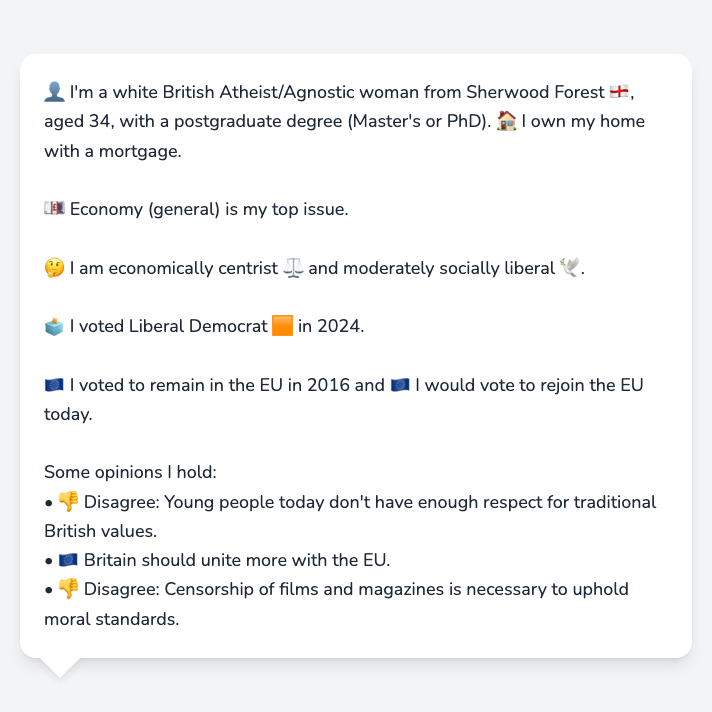 👤 I'm a white British Atheist/Agnostic woman from Sherwood Forest 🏴󠁧󠁢󠁥󠁮󠁧󠁿,
aged 34, with a postgraduate degree (Master's or PhD). 🏠 I own my home
with a mortgage.
💷 Economy (general) is my top issue.
🤔 I am economically centrist ⚖️ and moderately socially liberal 🕊️.
🗳️ I voted Liberal Democrat 🟧 in 2024.
🇪🇺 I voted to remain in the EU in 2016 and 🇪🇺 I would vote to rejoin the EU
today.
Some opinions I hold:
• 👎 Disagree: Young people today don't have enough respect for traditional
British values.
• 🇪🇺 Britain should unite more with the EU.
• 👎 Disagree: Censorship of films and magazines is necessary to uphold
moral standards.